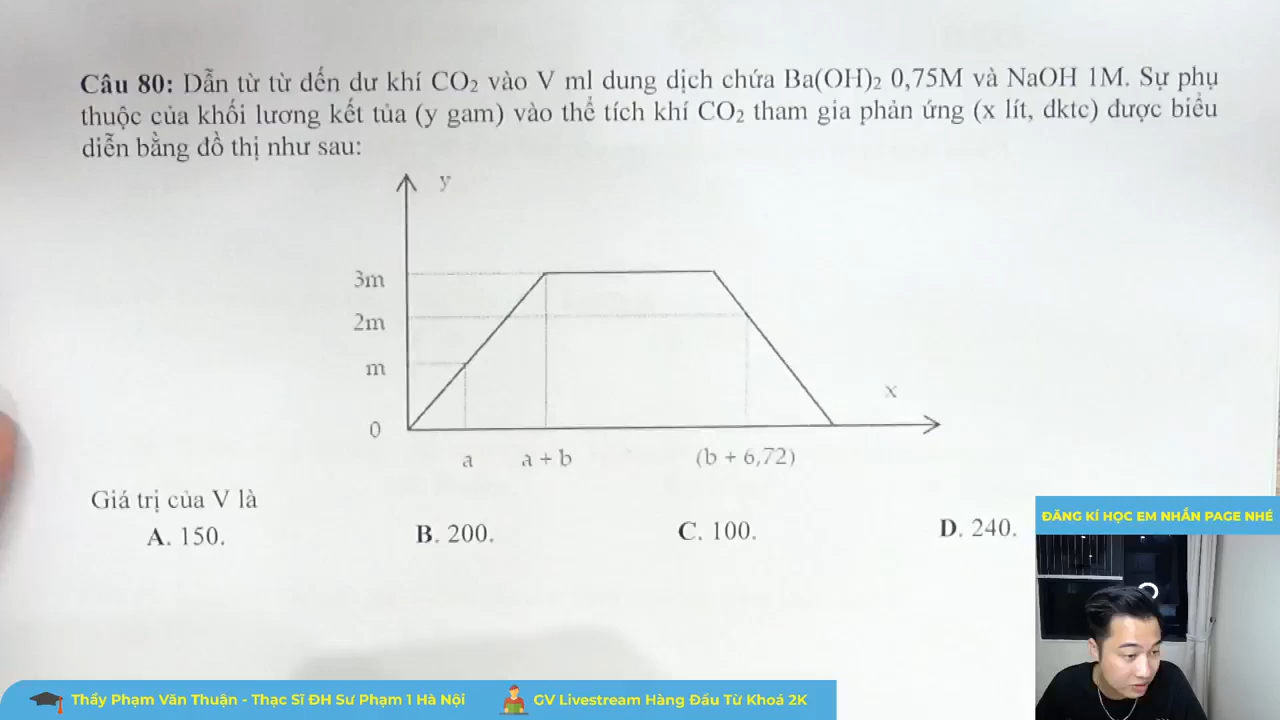 Câu 80: Dẫn từ từ đến dư khí CO₂ vào V ml dung dịch chứa Ba(OH)₂ 0,75M và NaOH 1M. Sự phụ
thuộc của khối lượng kết tủa (y gam) vào thể tích khí CO₂ tham gia phản ứng (x lít, đktc) được biểu
diễn bằng đồ thị như sau:
y
3m
2m
m
x
0
a a + b (b + 6,72)
Giá trị của V là
A. 150. B. 200. C. 100. D. 240.
ĐĂNG KÍ HỌC EM NHẮN PAGE NHÉ
Thầy Phạm Văn Thuận - Thạc Sĩ ĐH Sư Phạm 1 Hà Nội GV Livestream Hàng Đầu Từ Khoá 2K